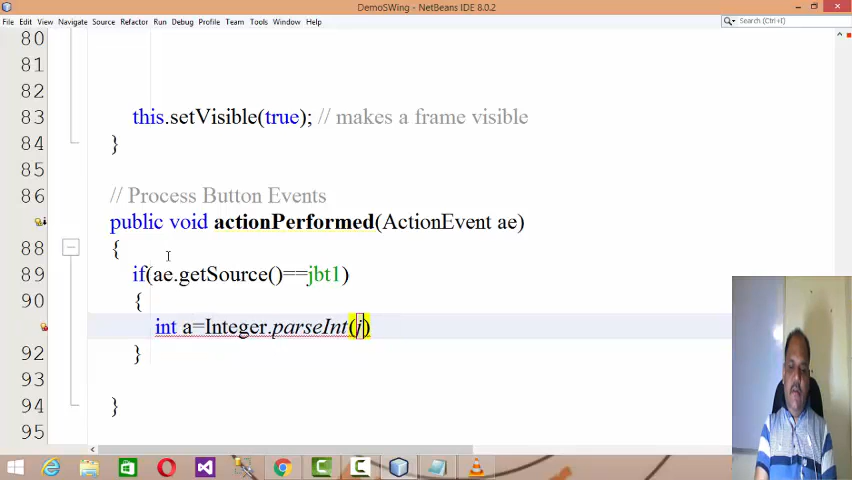 DemoSWing - NetBeans IDE 8.0.2
File Edit View Navigate Source Refactor Run Debug Profile Team Tools Window Help
Search (Ctrl+I)
80
81
82
83 this.setVisible(true); // makes a frame visible
84 }
85
86 // Process Button Events
public void actionPerformed(ActionEvent ae)
88 {
89 if(ae.getSource()==jbt1)
90 {
int a=Integer.parseInt(j)
92 }
93
94 }
95